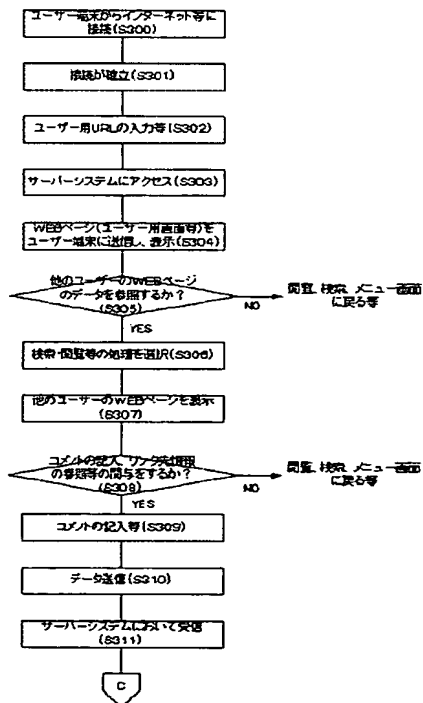 ユーザー端末からインターネット等に
接続(S300)
接続が確立(S301)
ユーザー用URLの入力等(S302)
サーバーシステムにアクセス(S303)
WEBページ(ユーザー用画面等)を
ユーザー端末に送信し、表示(S304)
他のユーザーのWEBページ
のデータを参照するか?
(S305)
NO
閲覧、検索、メニュー画面
に戻る等
YES
検索・閲覧等の処理を選択(S306)
他のユーザーのWEBページを表示
(S307)
コメントの記入、リンク先情報
の参照等の関与をするか?
(S308)
NO
閲覧、検索、メニュー画面
に戻る等
YES
コメントの記入等(S309)
データ送信(S310)
サーバーシステムにおいて受信
(S311)
C